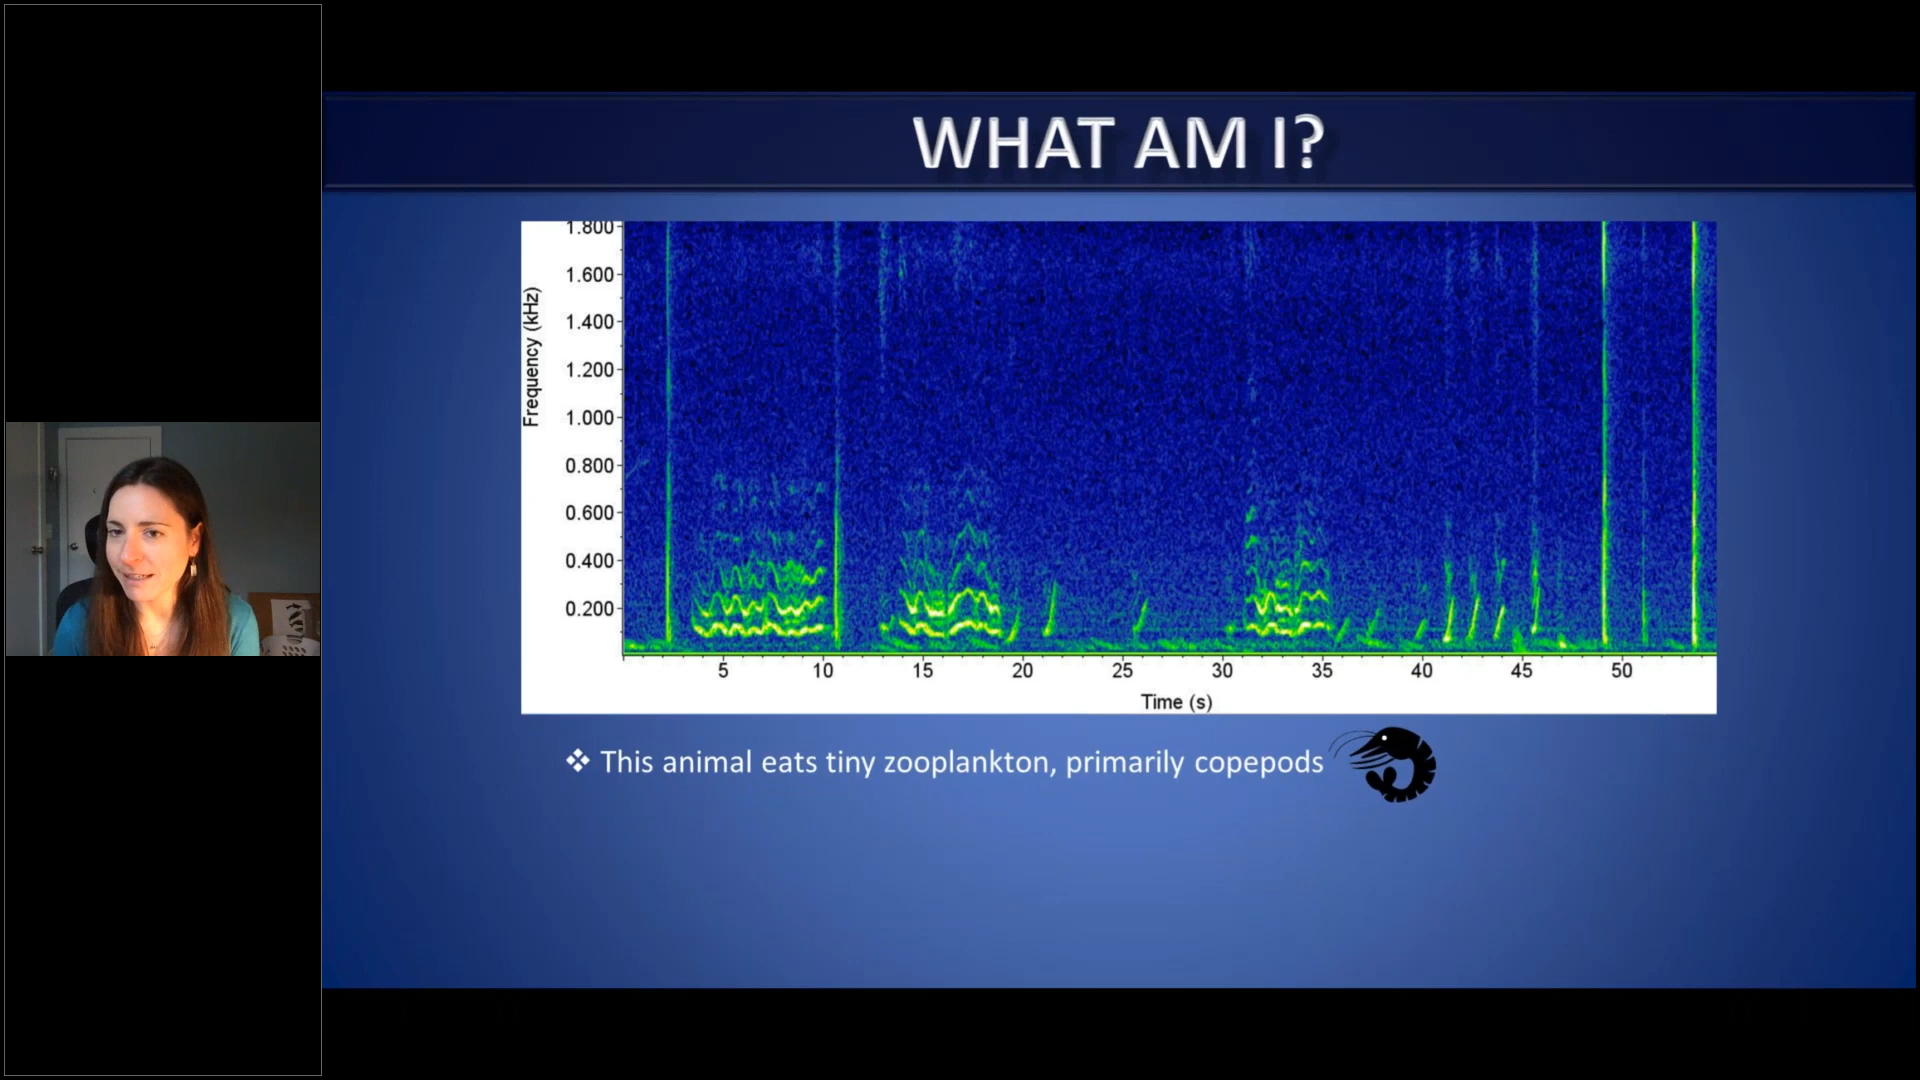 WHAT AM I?
Frequency (kHz)
1.800
1.600
1.400
1.200
1.000
0.800
0.600
0.400
0.200
5 10 15 20 25 30 35 40 45 50
Time (s)
❖ This animal eats tiny zooplankton, primarily copepods